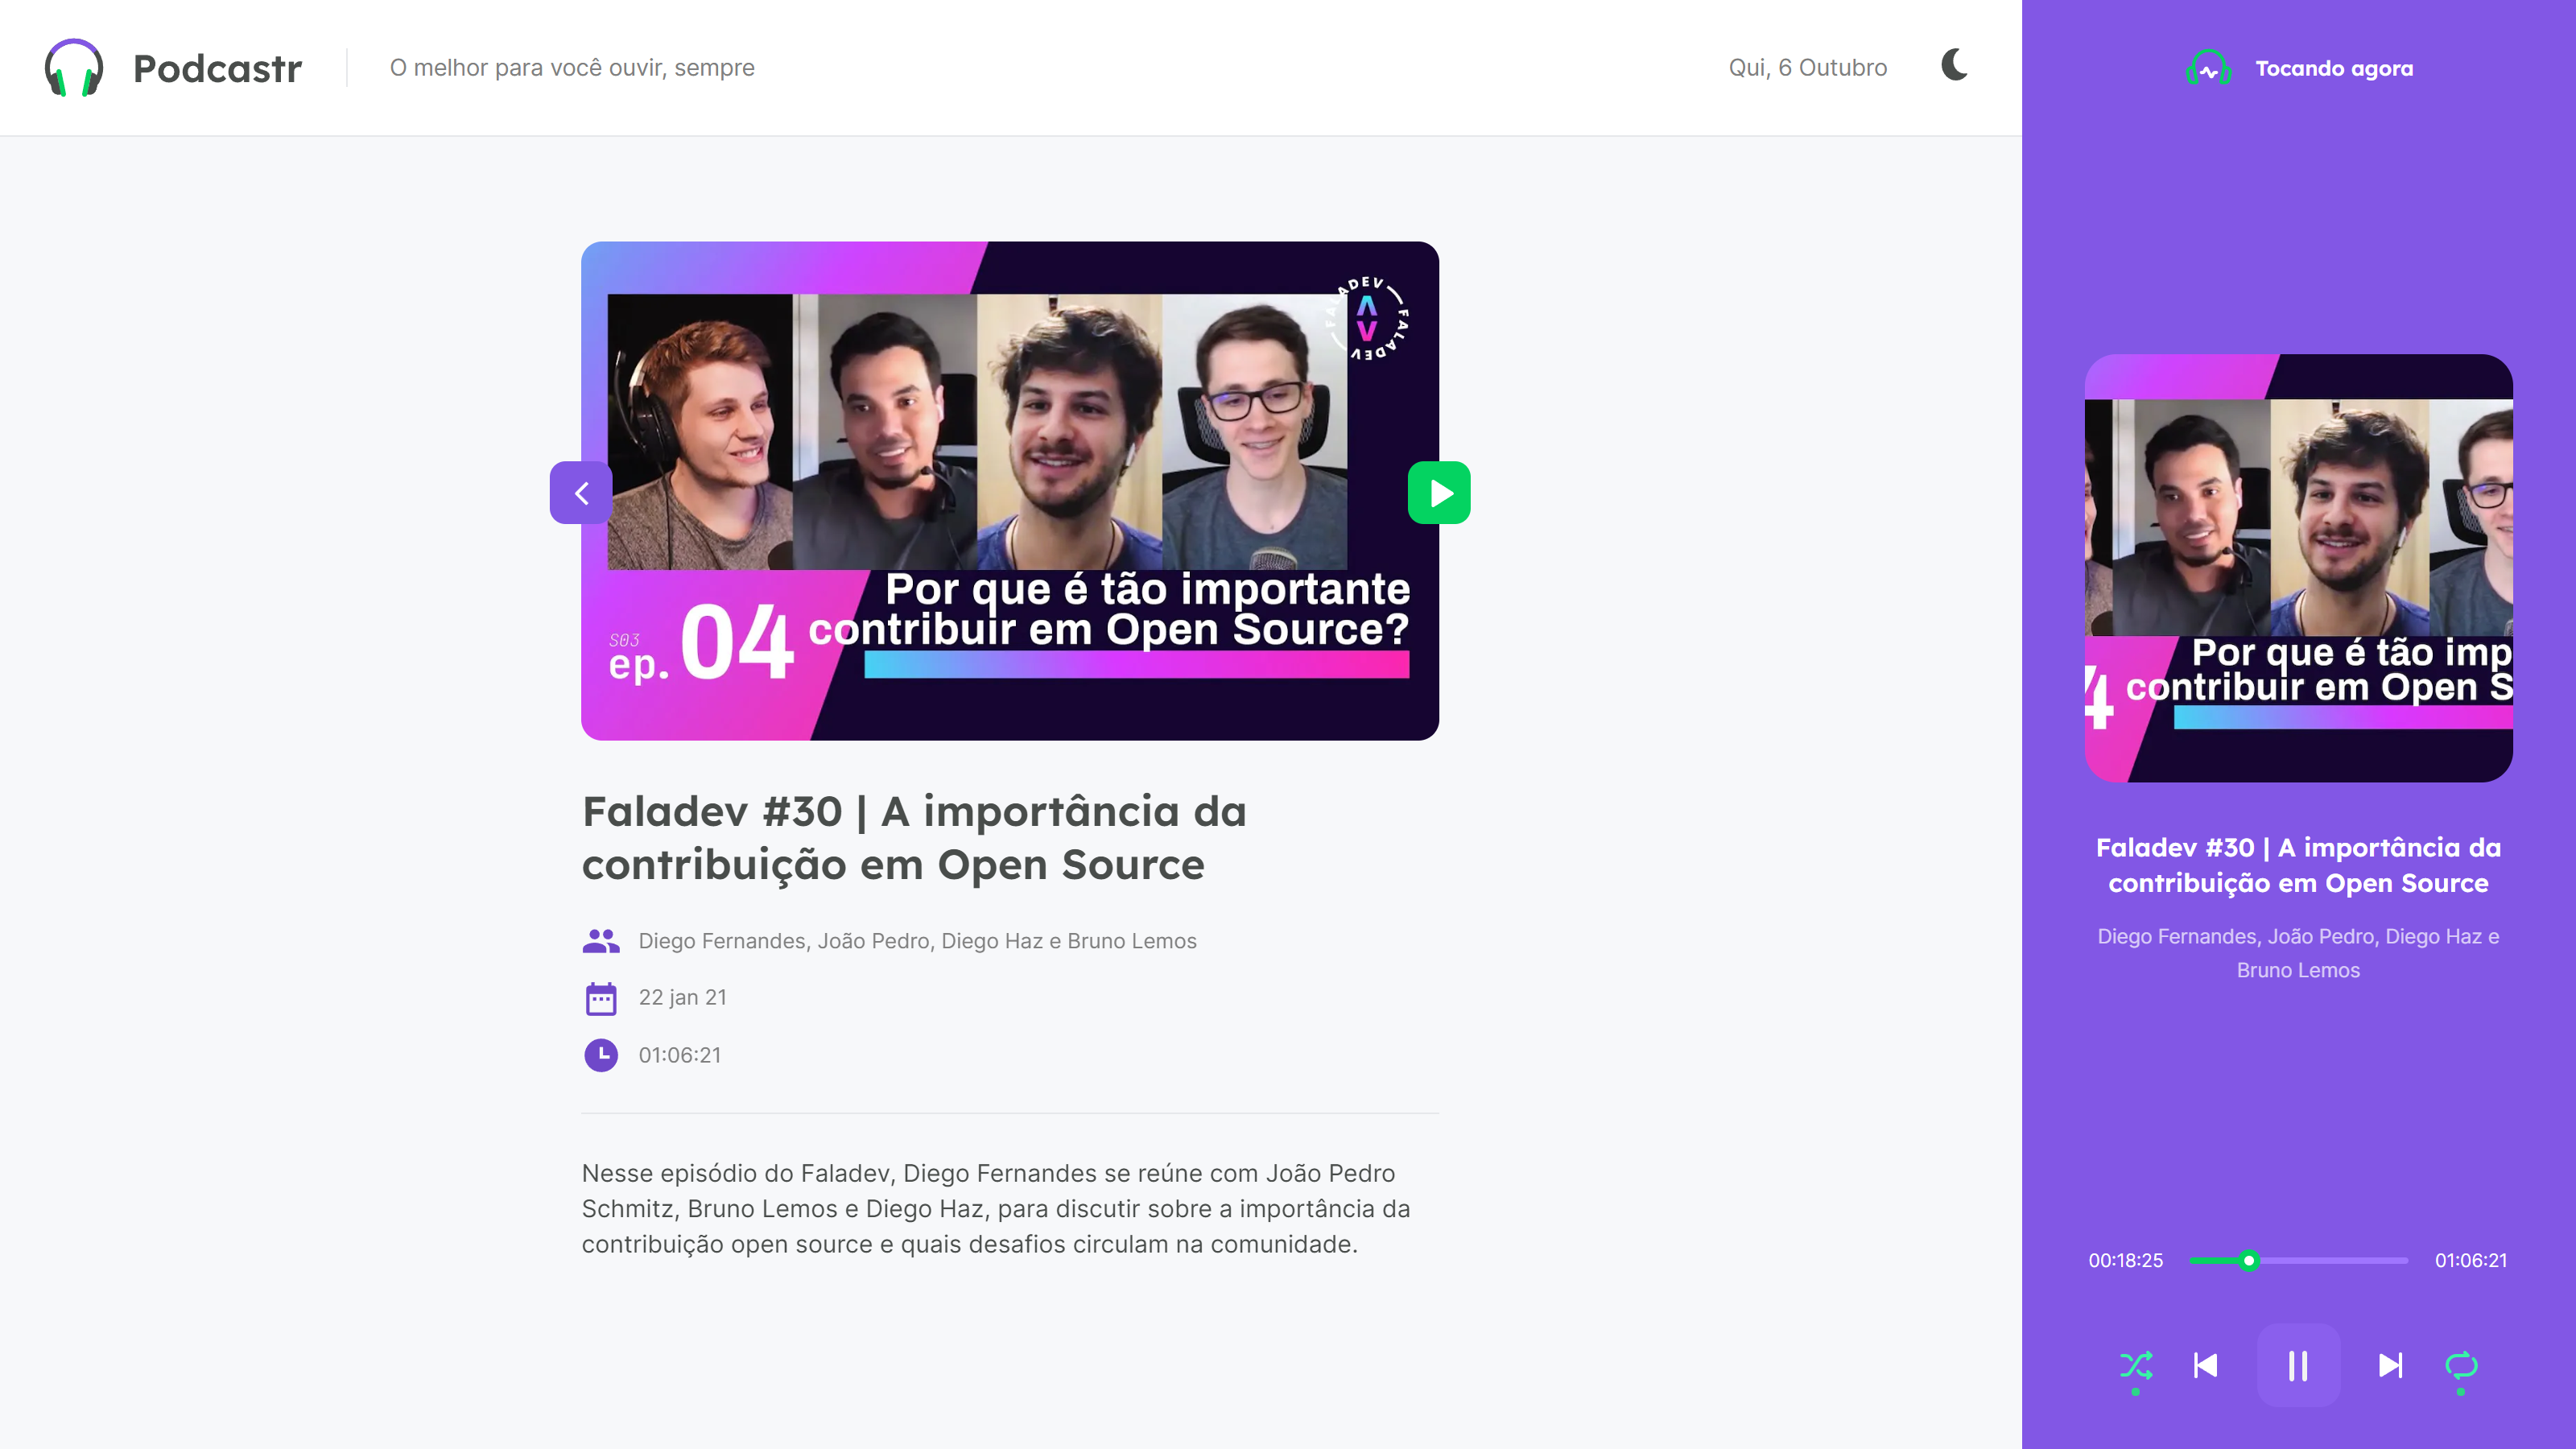 Podcastr
O melhor para você ouvir, sempre
Qui, 6 Outubro
FALADEV
FALADEV
Por que é tão importante
contribuir em Open Source?
S03
ep. 04
Faladev #30 | A importância da
contribuição em Open Source
Diego Fernandes, João Pedro, Diego Haz e Bruno Lemos
22 jan 21
01:06:21
Nesse episódio do Faladev, Diego Fernandes se reúne com João Pedro
Schmitz, Bruno Lemos e Diego Haz, para discutir sobre a importância da
contribuição open source e quais desafios circulam na comunidade.
Tocando agora
Por que é tão imp
4 contribuir em Open S
Faladev #30 | A importância da
contribuição em Open Source
Diego Fernandes, João Pedro, Diego Haz e
Bruno Lemos
00:18:25
01:06:21